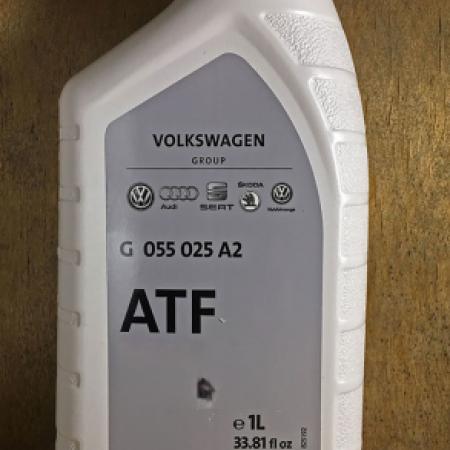 VOLKSWAGEN
GROUP
Audi SEAT ŠKODA
G 055 025 A2
ATF
e 1L
33.81 fl oz